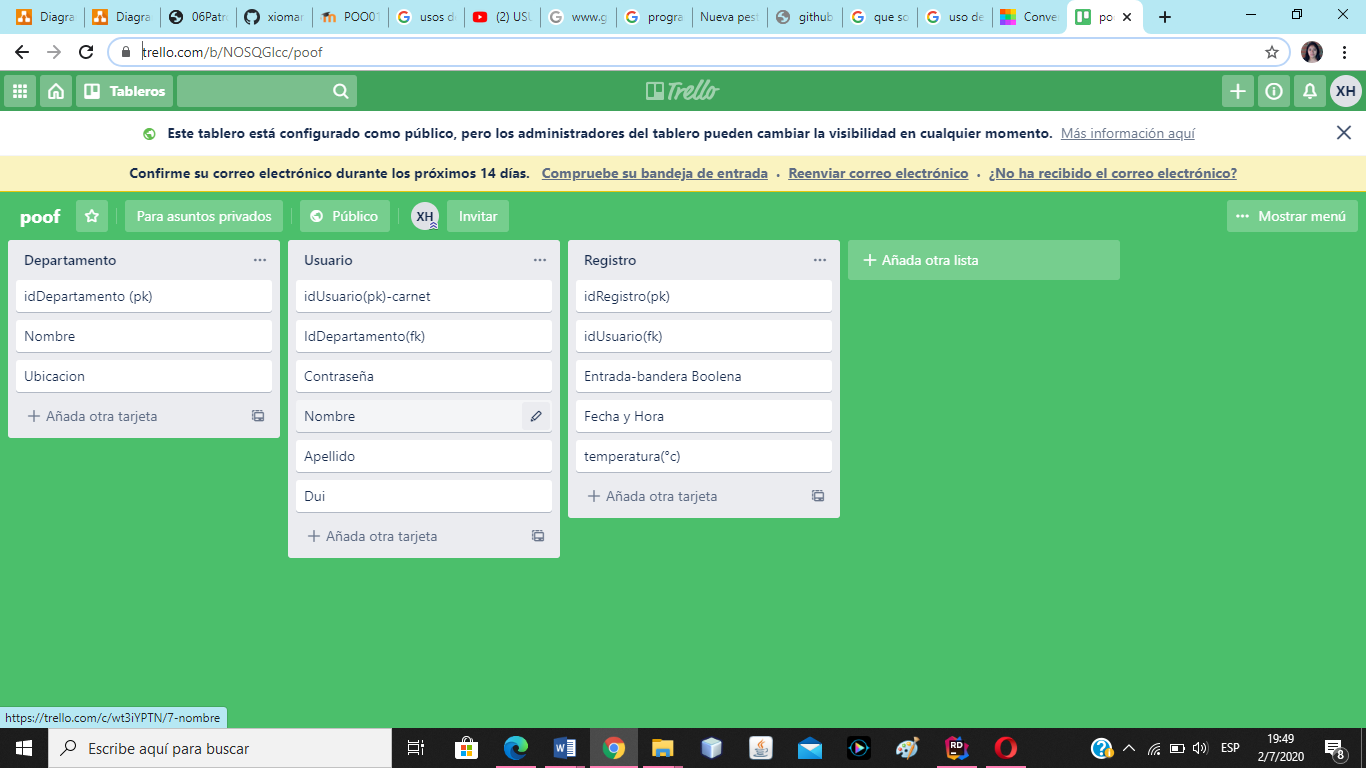 Diagra
Diagra
06Patr
xiomar
POO01
usos de
(2) USU
www.g
progra
Nueva pest
github
que so
uso de
Conve
po
trello.com/b/NOSQGlcc/poof
Tableros
Trello
XH
Este tablero está configurado como público, pero los administradores del tablero pueden cambiar la visibilidad en cualquier momento. Más información aquí
Confirme su correo electrónico durante los próximos 14 días. Compruebe su bandeja de entrada · Reenviar correo electrónico · ¿No ha recibido el correo electrónico?
poof
Para asuntos privados
Público
XH
Invitar
··· Mostrar menú
Departamento
idDepartamento (pk)
Nombre
Ubicacion
+ Añada otra tarjeta
Usuario
idUsuario(pk)-carnet
IdDepartamento(fk)
Contraseña
Nombre
Apellido
Dui
+ Añada otra tarjeta
Registro
idRegistro(pk)
idUsuario(fk)
Entrada-bandera Boolena
Fecha y Hora
temperatura(°c)
+ Añada otra tarjeta
+ Añada otra lista
https://trello.com/c/wt3iYPTN/7-nombre
Escribe aquí para buscar
RD
ESP
19:49
2/7/2020
8